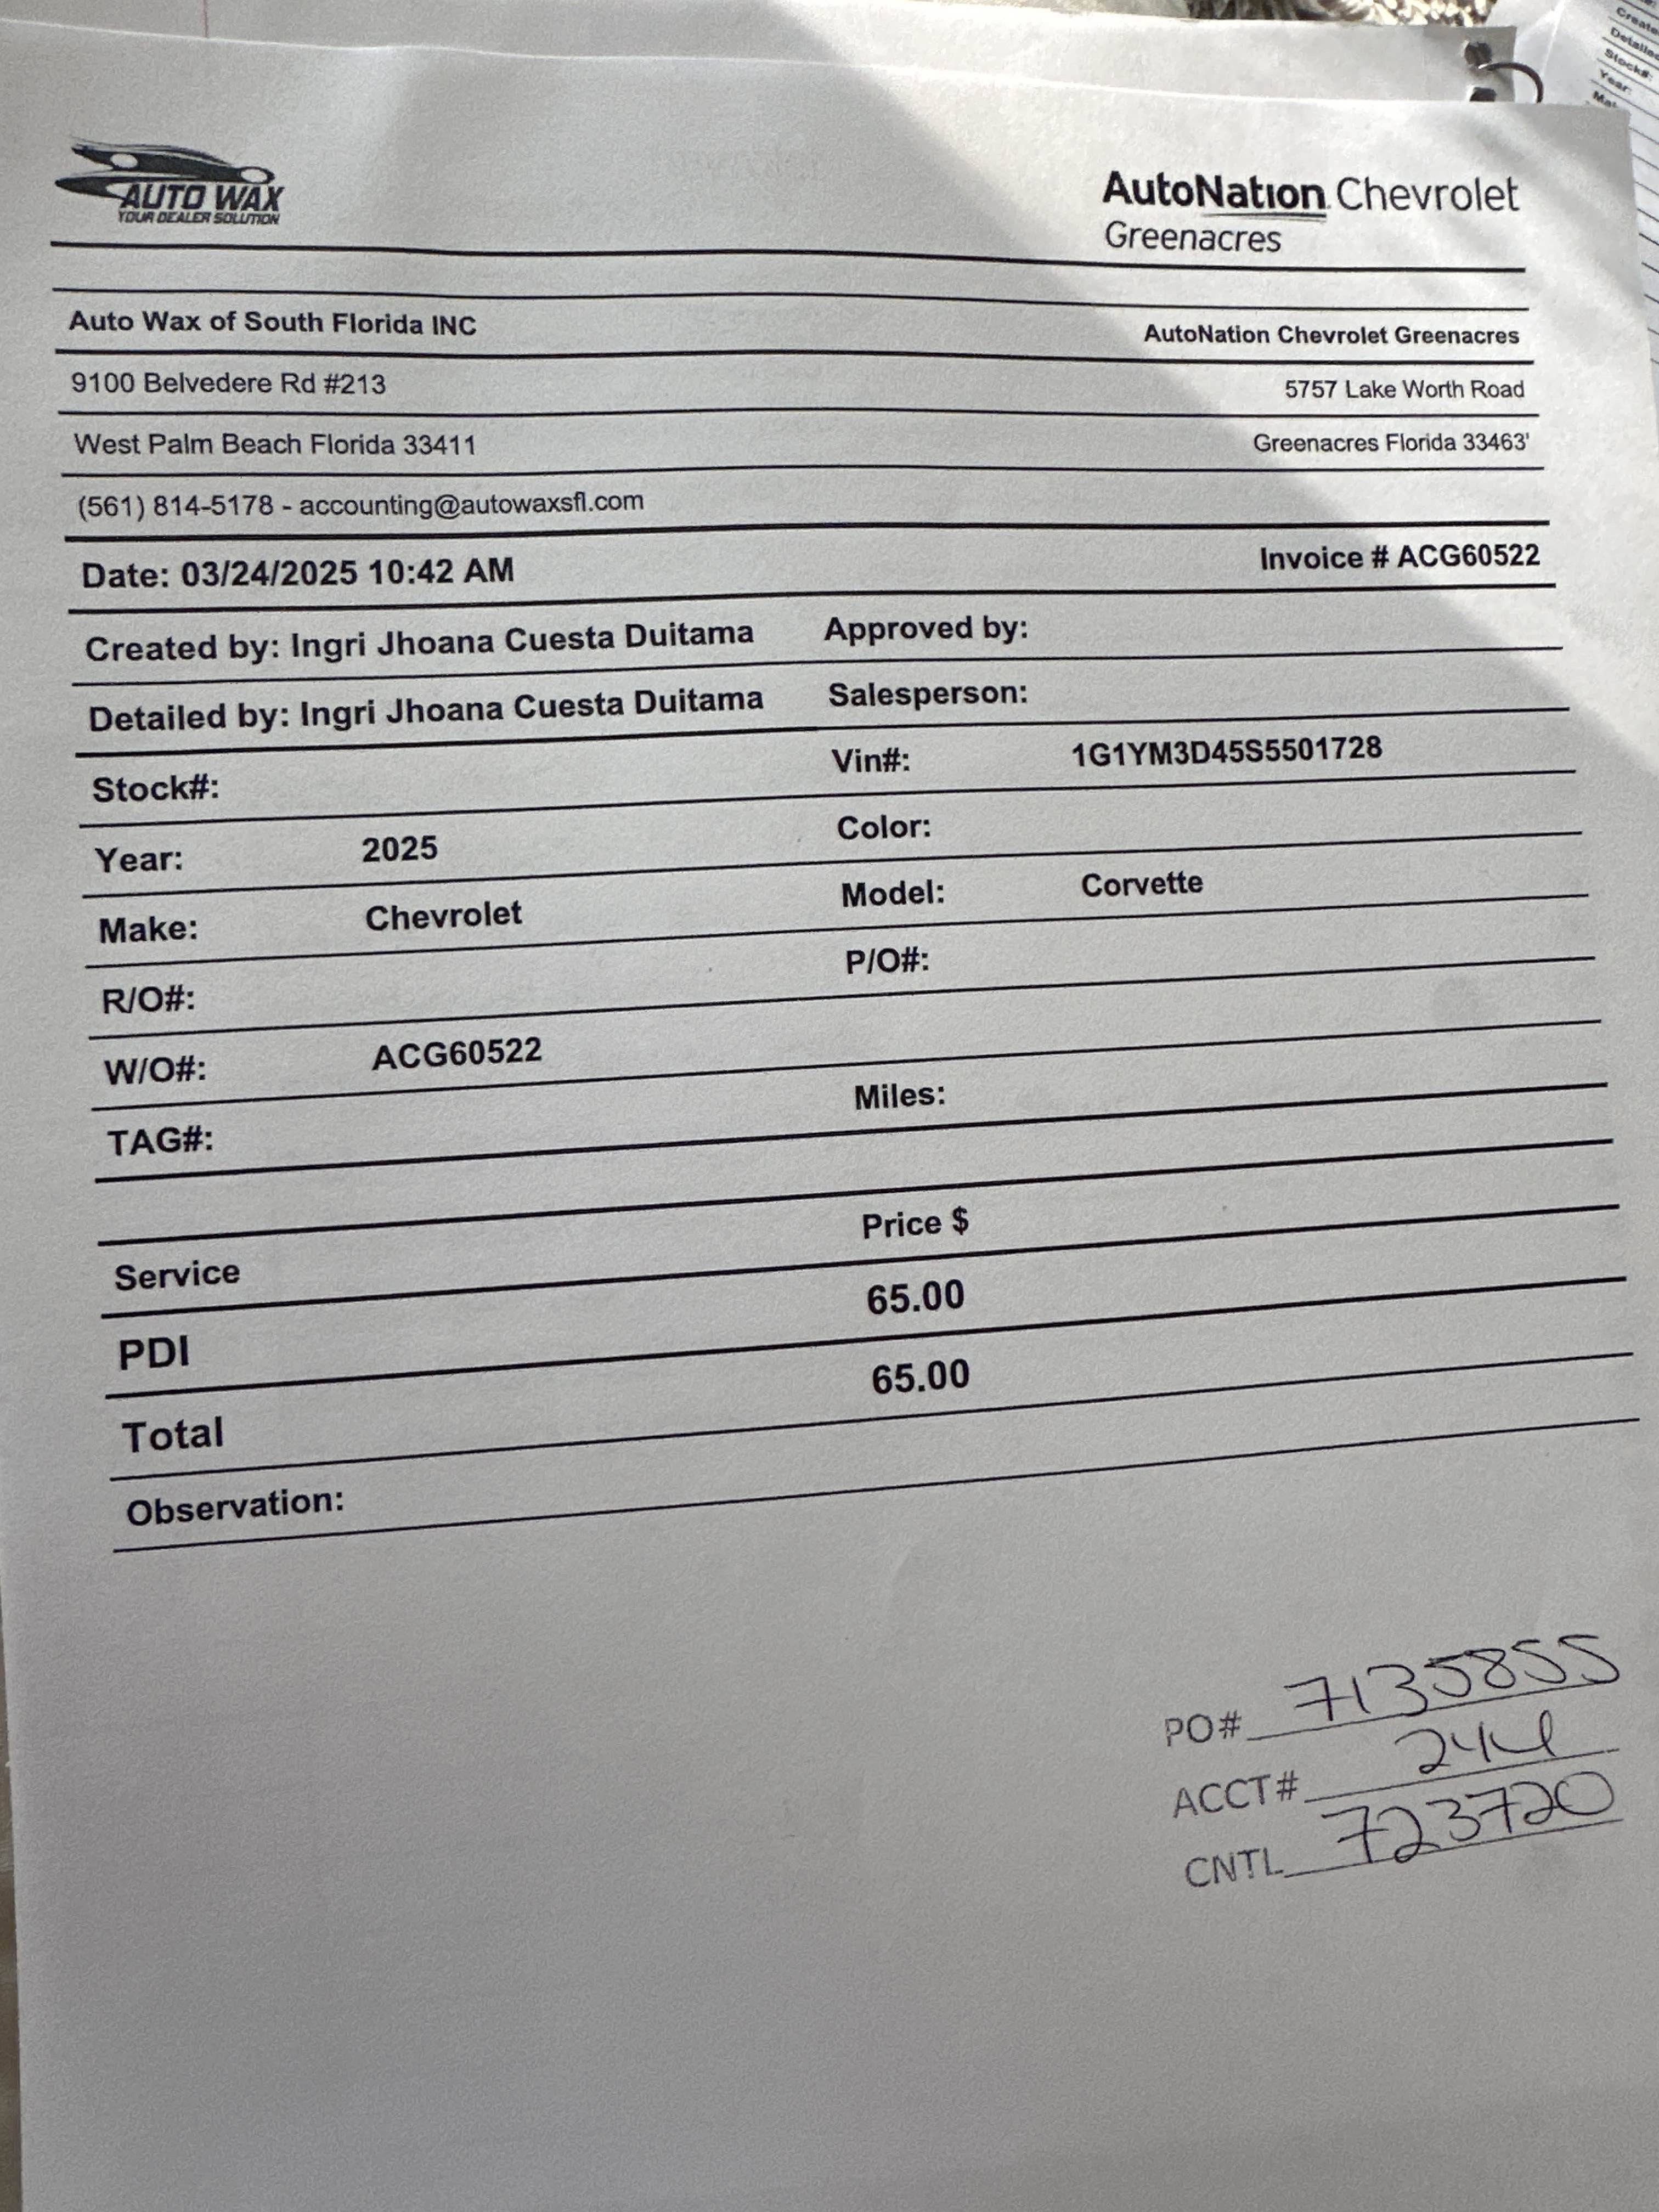 AUTO WAX
YOUR DEALER SOLUTION
AutoNation Chevrolet
Greenacres
Auto Wax of South Florida INC
AutoNation Chevrolet Greenacres
9100 Belvedere Rd #213
5757 Lake Worth Road
West Palm Beach Florida 33411
Greenacres Florida 33463'
(561) 814-5178 - accounting@autowaxsfl.com
Date: 03/24/2025 10:42 AM
Invoice # ACG60522
Created by: Ingri Jhoana Cuesta Duitama Approved by:
Detailed by: Ingri Jhoana Cuesta Duitama Salesperson:
Stock#: Vin#: 1G1YM3D45S5501728
Year: 2025 Color:
Make: Chevrolet Model: Corvette
R/O#: P/O#:
W/O#: ACG60522
TAG#: Miles:
Service Price $
PDI 65.00
Total 65.00
Observation:
PO# 7135855
ACCT# 244
CNTL 723720
Create
Detailed
Stock#:
Year: